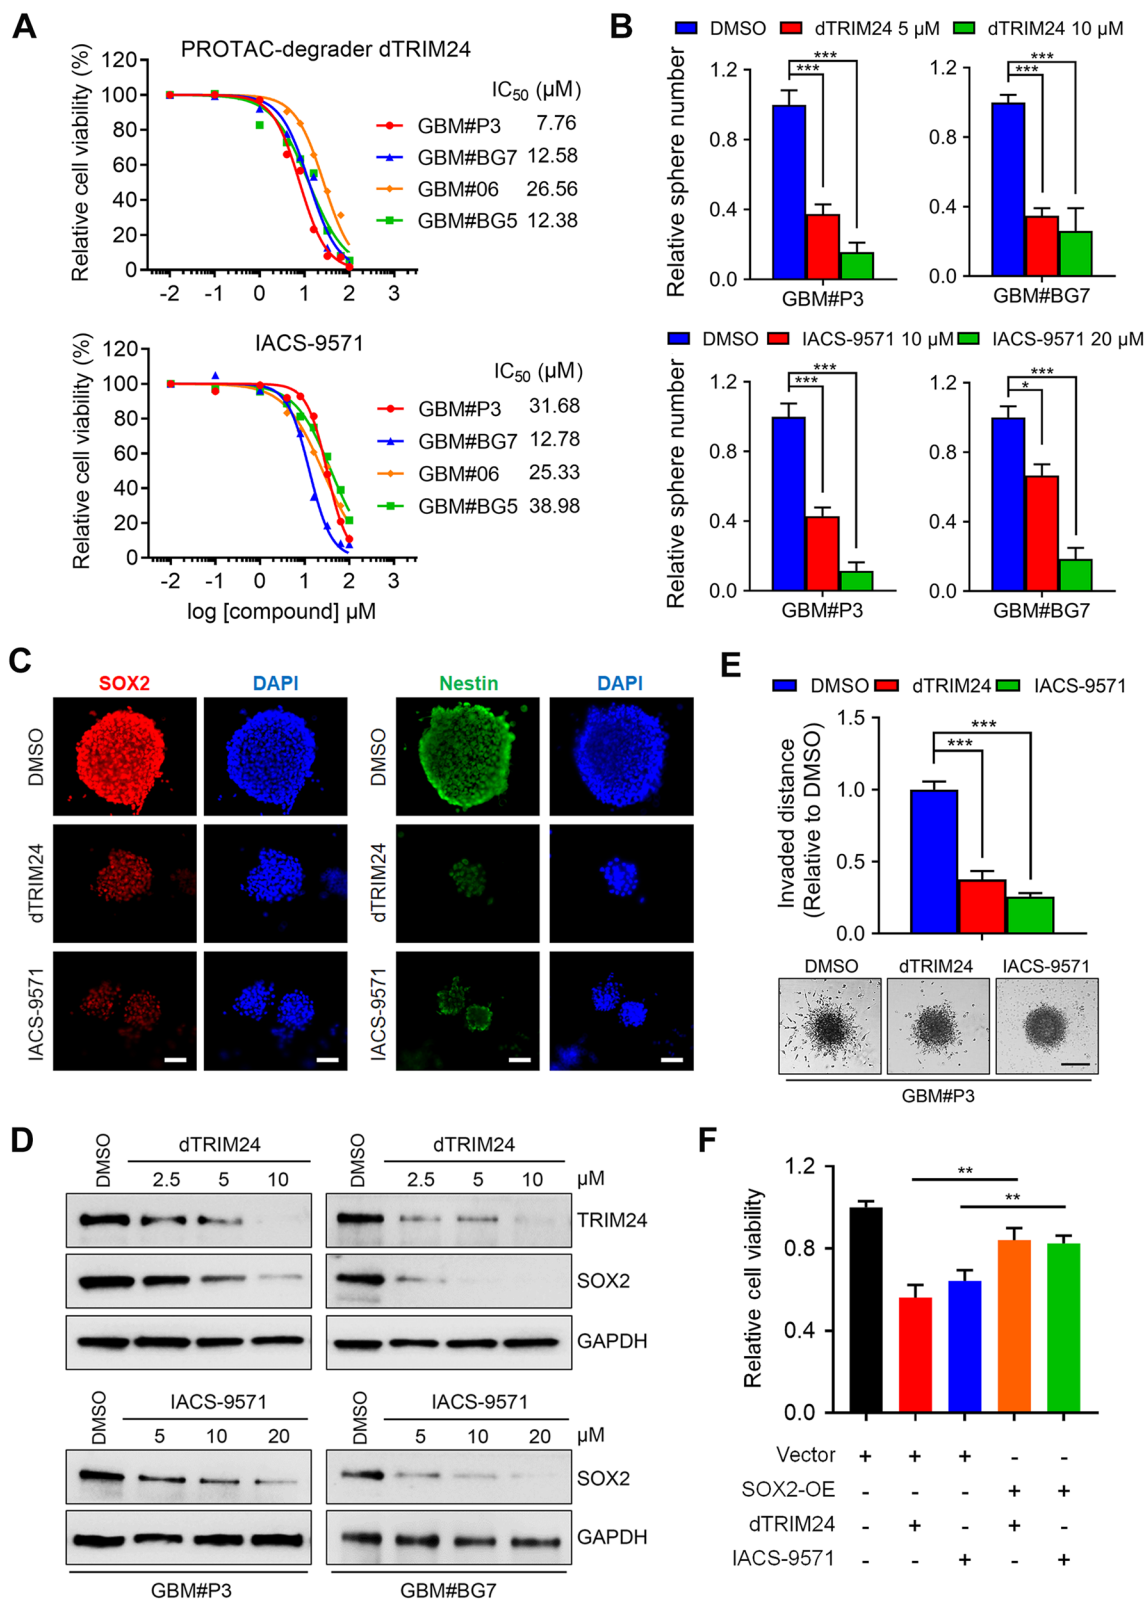 A
PROTAC-degrader dTRIM24
Relative cell viability (%)
120
100
80
60
40
20
0
-2 -1 0 1 2 3
IC50 (µM)
GBM#P3 7.76
GBM#BG7 12.58
GBM#06 26.56
GBM#BG5 12.38
IACS-9571
Relative cell viability (%)
120
100
80
60
40
20
0
-2 -1 0 1 2 3
log [compound] µM
IC50 (µM)
GBM#P3 31.68
GBM#BG7 12.78
GBM#06 25.33
GBM#BG5 38.98
B
DMSO dTRIM24 5 µM dTRIM24 10 µM
Relative sphere number
1.2
0.8
0.4
0.0
***
***
GBM#P3
1.2
0.8
0.4
0.0
***
***
GBM#BG7
DMSO IACS-9571 10 µM IACS-9571 20 µM
Relative sphere number
1.2
0.8
0.4
0.0
***
***
GBM#P3
1.2
0.8
0.4
0.0
***
*
GBM#BG7
C
SOX2 DAPI Nestin DAPI
DMSO DMSO
dTRIM24 dTRIM24
IACS-9571 IACS-9571
E
DMSO dTRIM24 IACS-9571
Invaded distance
(Relative to DMSO)
1.5
1.0
0.5
0.0
***
***
DMSO dTRIM24 IACS-9571
GBM#P3
D
DMSO dTRIM24 DMSO dTRIM24
2.5 5 10 2.5 5 10 µM
TRIM24
SOX2
GAPDH
DMSO IACS-9571 DMSO IACS-9571
5 10 20 5 10 20 µM
SOX2
GAPDH
GBM#P3 GBM#BG7
F
Relative cell viability
1.2
0.8
0.4
0.0
**
**
Vector + + + - -
SOX2-OE - - - + +
dTRIM24 - + - + -
IACS-9571 - - + - +